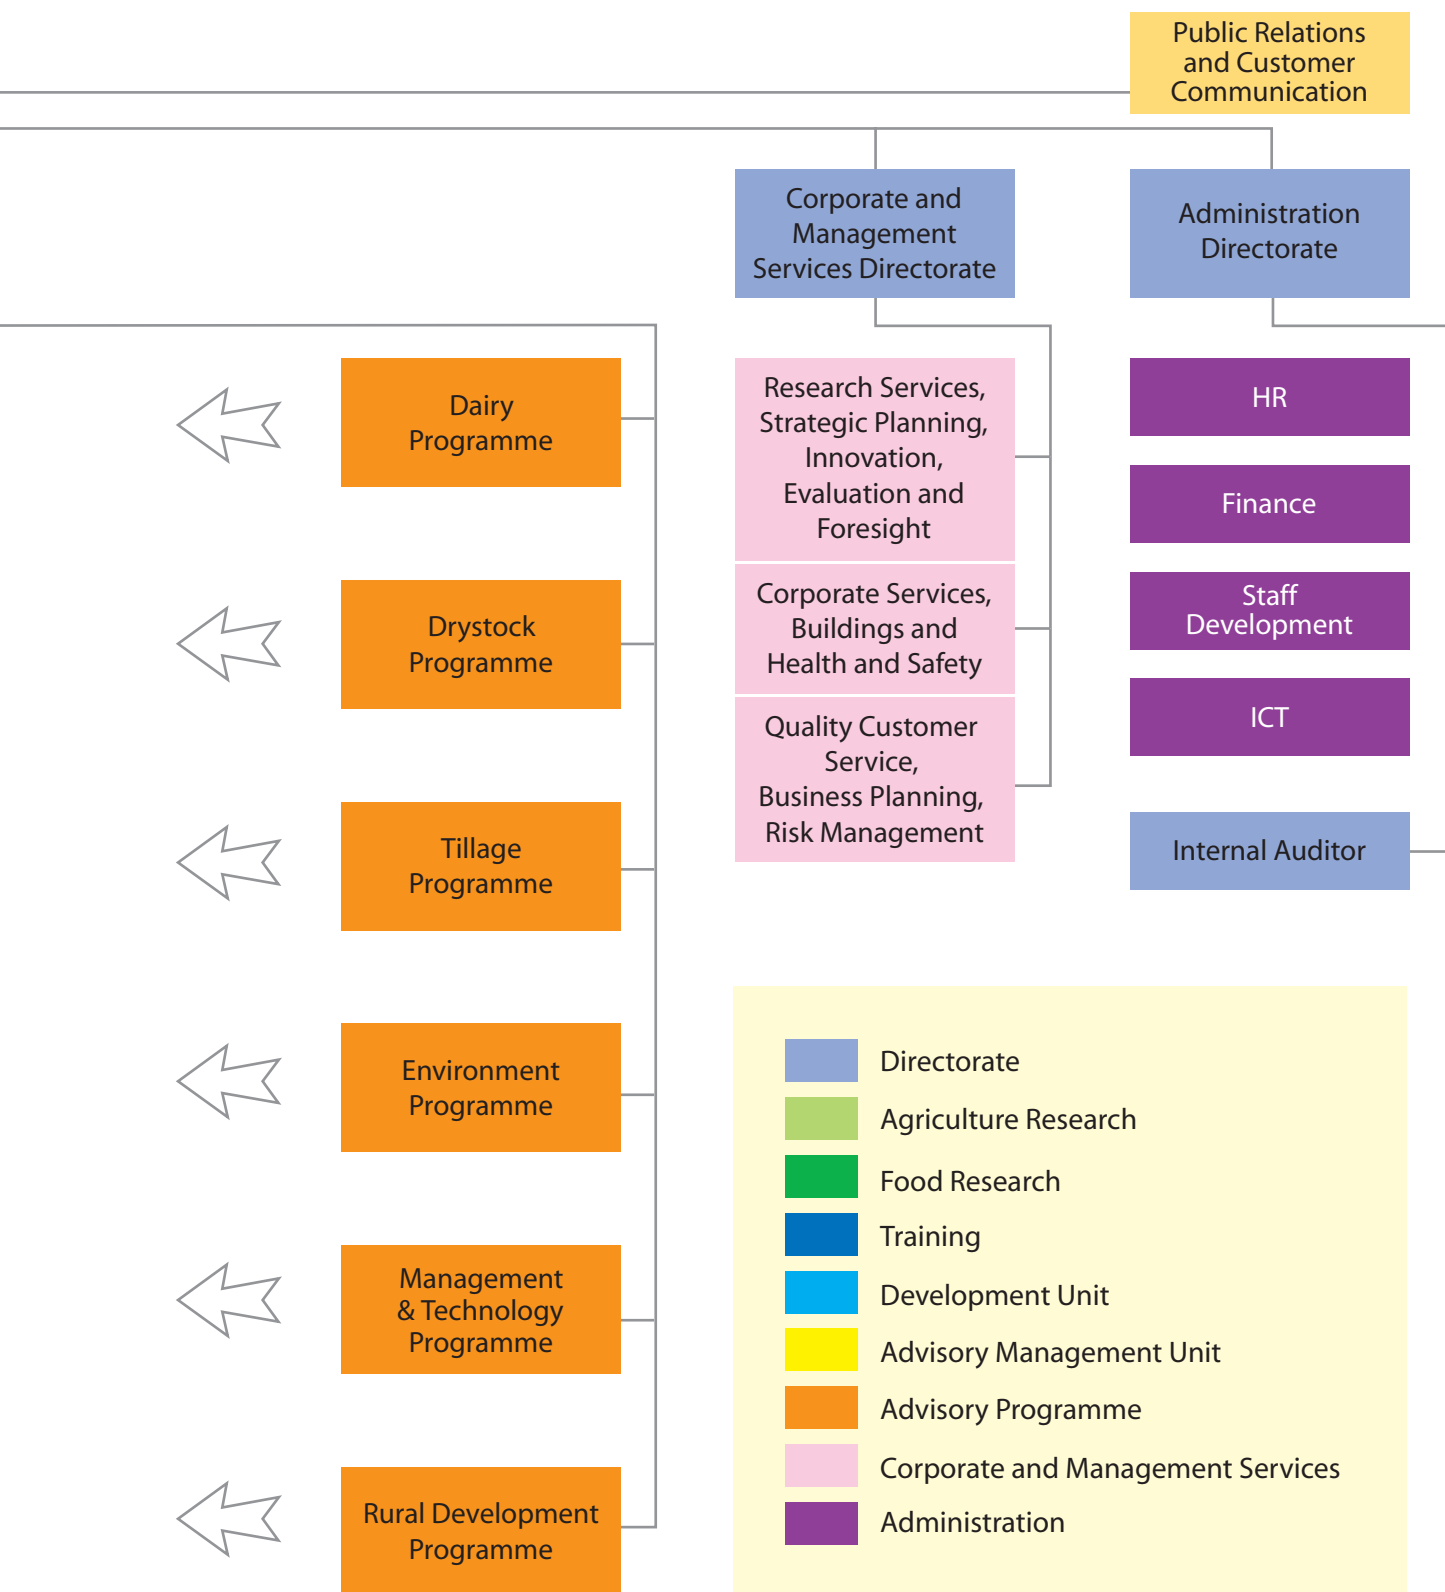 Public Relations
and Customer
Communication
Corporate and
Management
Services Directorate
Administration
Directorate
Dairy
Programme
Drystock
Programme
Tillage
Programme
Environment
Programme
Management
& Technology
Programme
Rural Development
Programme
Research Services,
Strategic Planning,
Innovation,
Evaluation and
Foresight
Corporate Services,
Buildings and
Health and Safety
Quality Customer
Service,
Business Planning,
Risk Management
HR
Finance
Staff
Development
ICT
Internal Auditor
Directorate
Agriculture Research
Food Research
Training
Development Unit
Advisory Management Unit
Advisory Programme
Corporate and Management Services
Administration